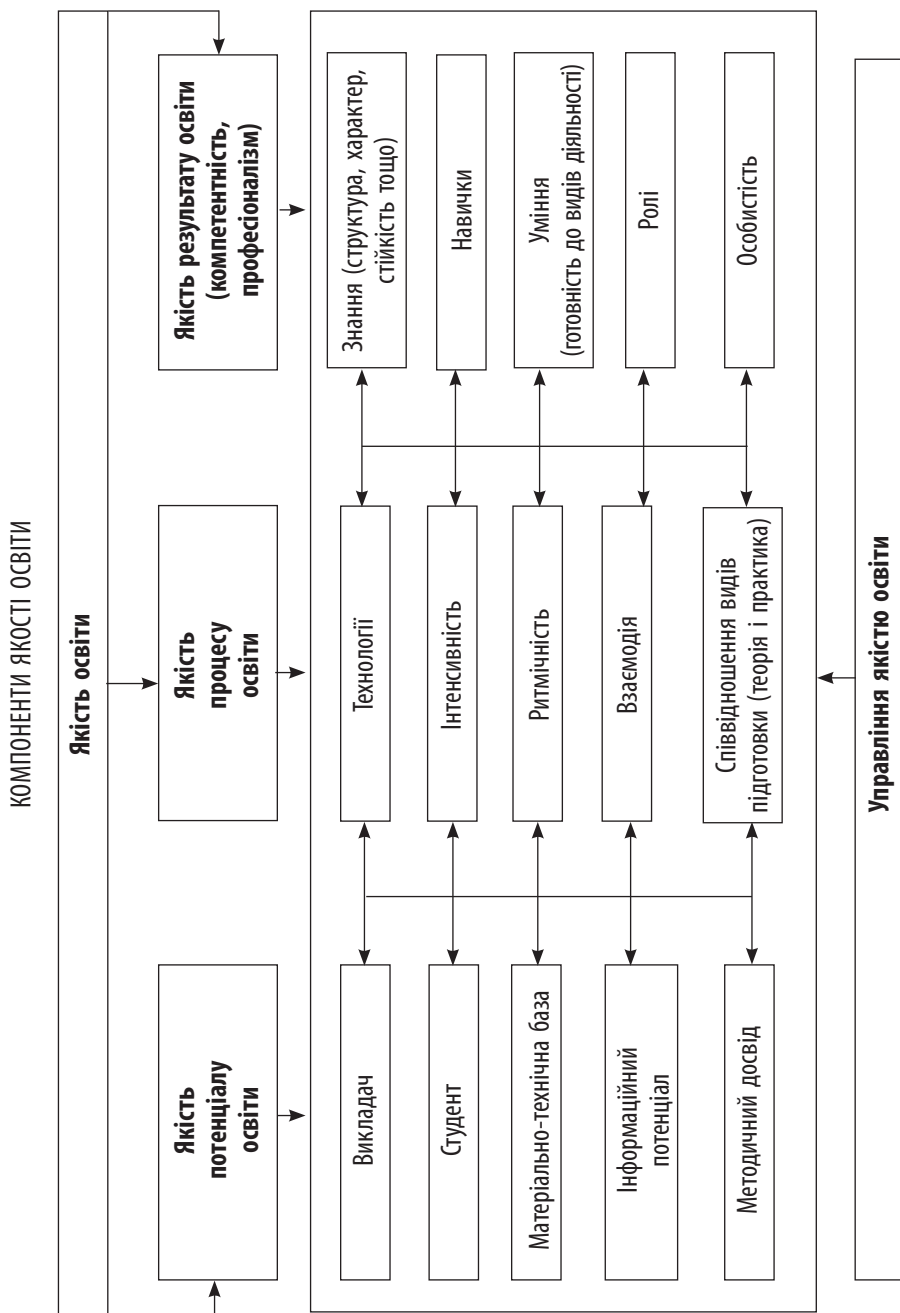 КОМПОНЕНТИ ЯКОСТІ ОСВІТИ
Якість освіти
Якість
потенціалу
освіти
Якість
процесу
освіти
Якість результату освіти
(компетентність,
професіоналізм)
Викладач
Технології
Знання (структура, характер,
стійкість тощо)
Студент
Інтенсивність
Навички
Матеріально-технічна база
Ритмічність
Уміння
(готовність до видів діяльності)
Інформаційний
потенціал
Взаємодія
Ролі
Методичний досвід
Співвідношення видів
підготовки (теорія і практика)
Особистість
Управління якістю освіти